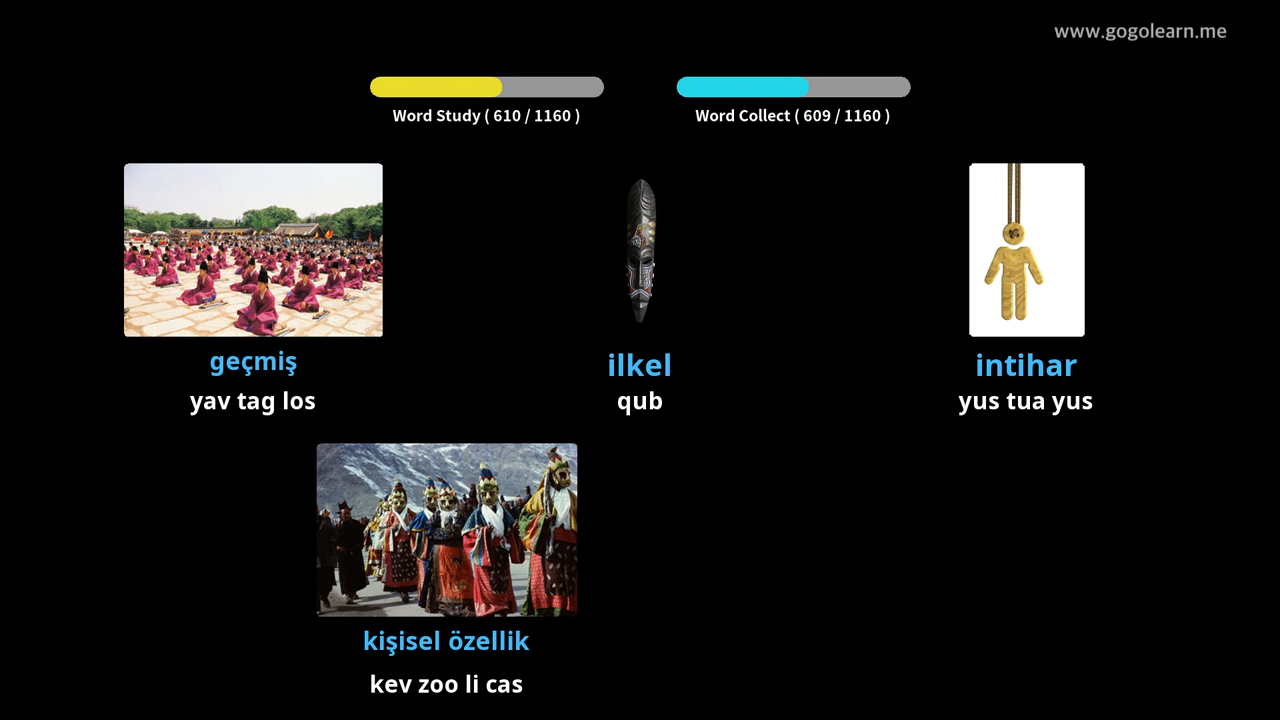 www.gogolearn.me
Word Study ( 610 / 1160 )
Word Collect ( 609 / 1160 )
geçmiş
yav tag los
ilkel
qub
intihar
yus tua yus
kişisel özellik
kev zoo li cas